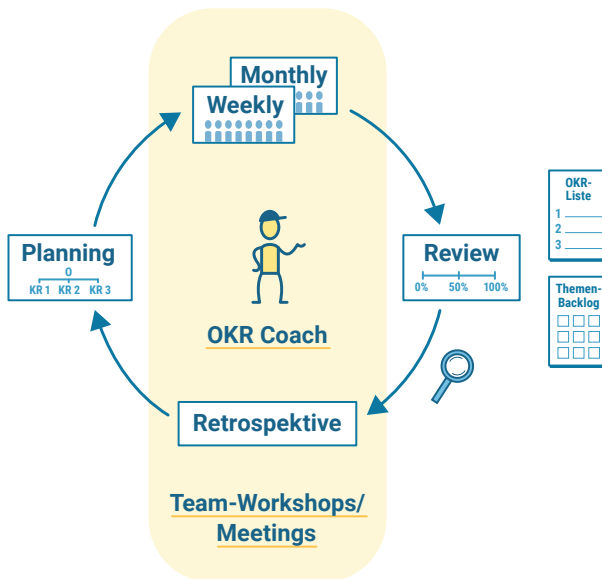 Monthly
Weekly
Planning
O
KR 1 KR 2 KR 3
OKR Coach
Review
0% 50% 100%
Retrospektive
Team-Workshops/
Meetings
OKR-
Liste
1
2
3
Themen-
Backlog